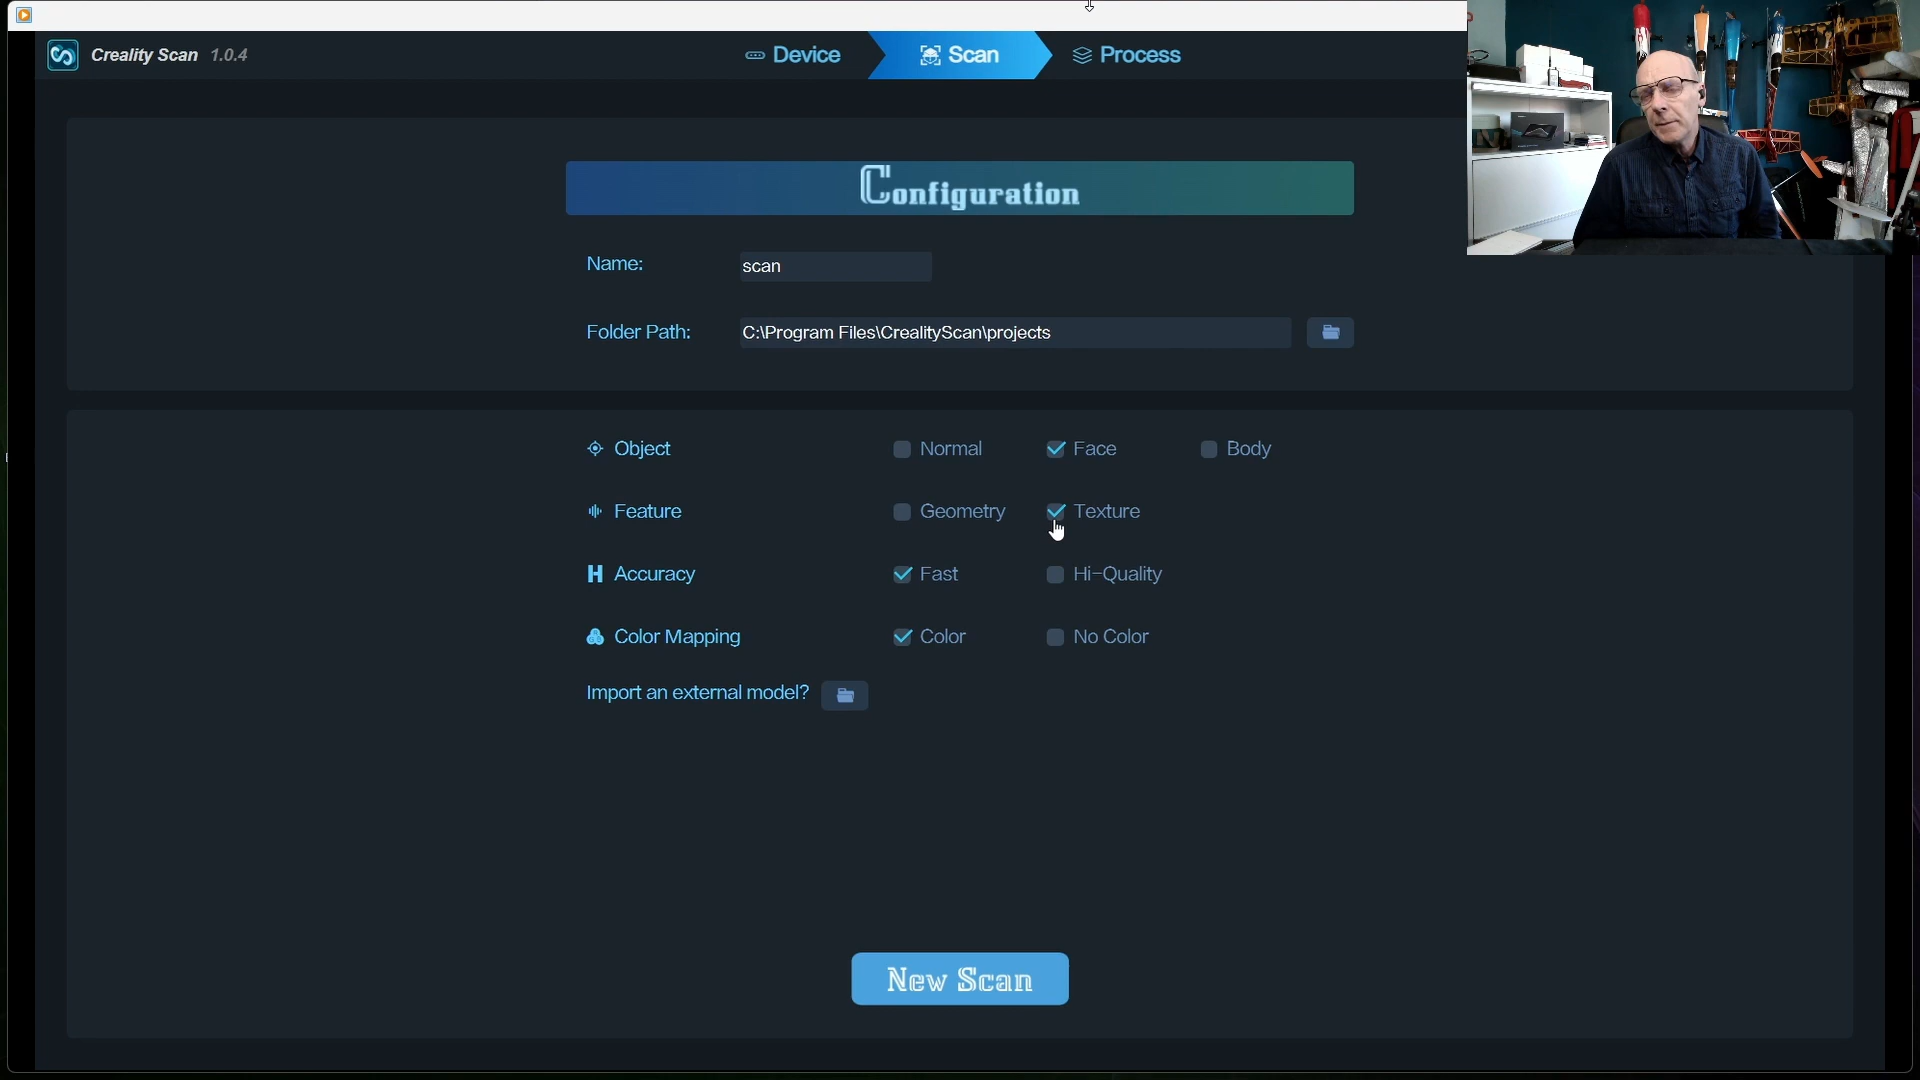 Creality Scan 1.0.4
Device
Scan
Process
Configuration
Name: scan
Folder Path: C:\Program Files\CrealityScan\projects
Object Normal Face Body
Feature Geometry Texture
Accuracy Fast Hi-Quality
Color Mapping Color No Color
Import an external model?
New Scan